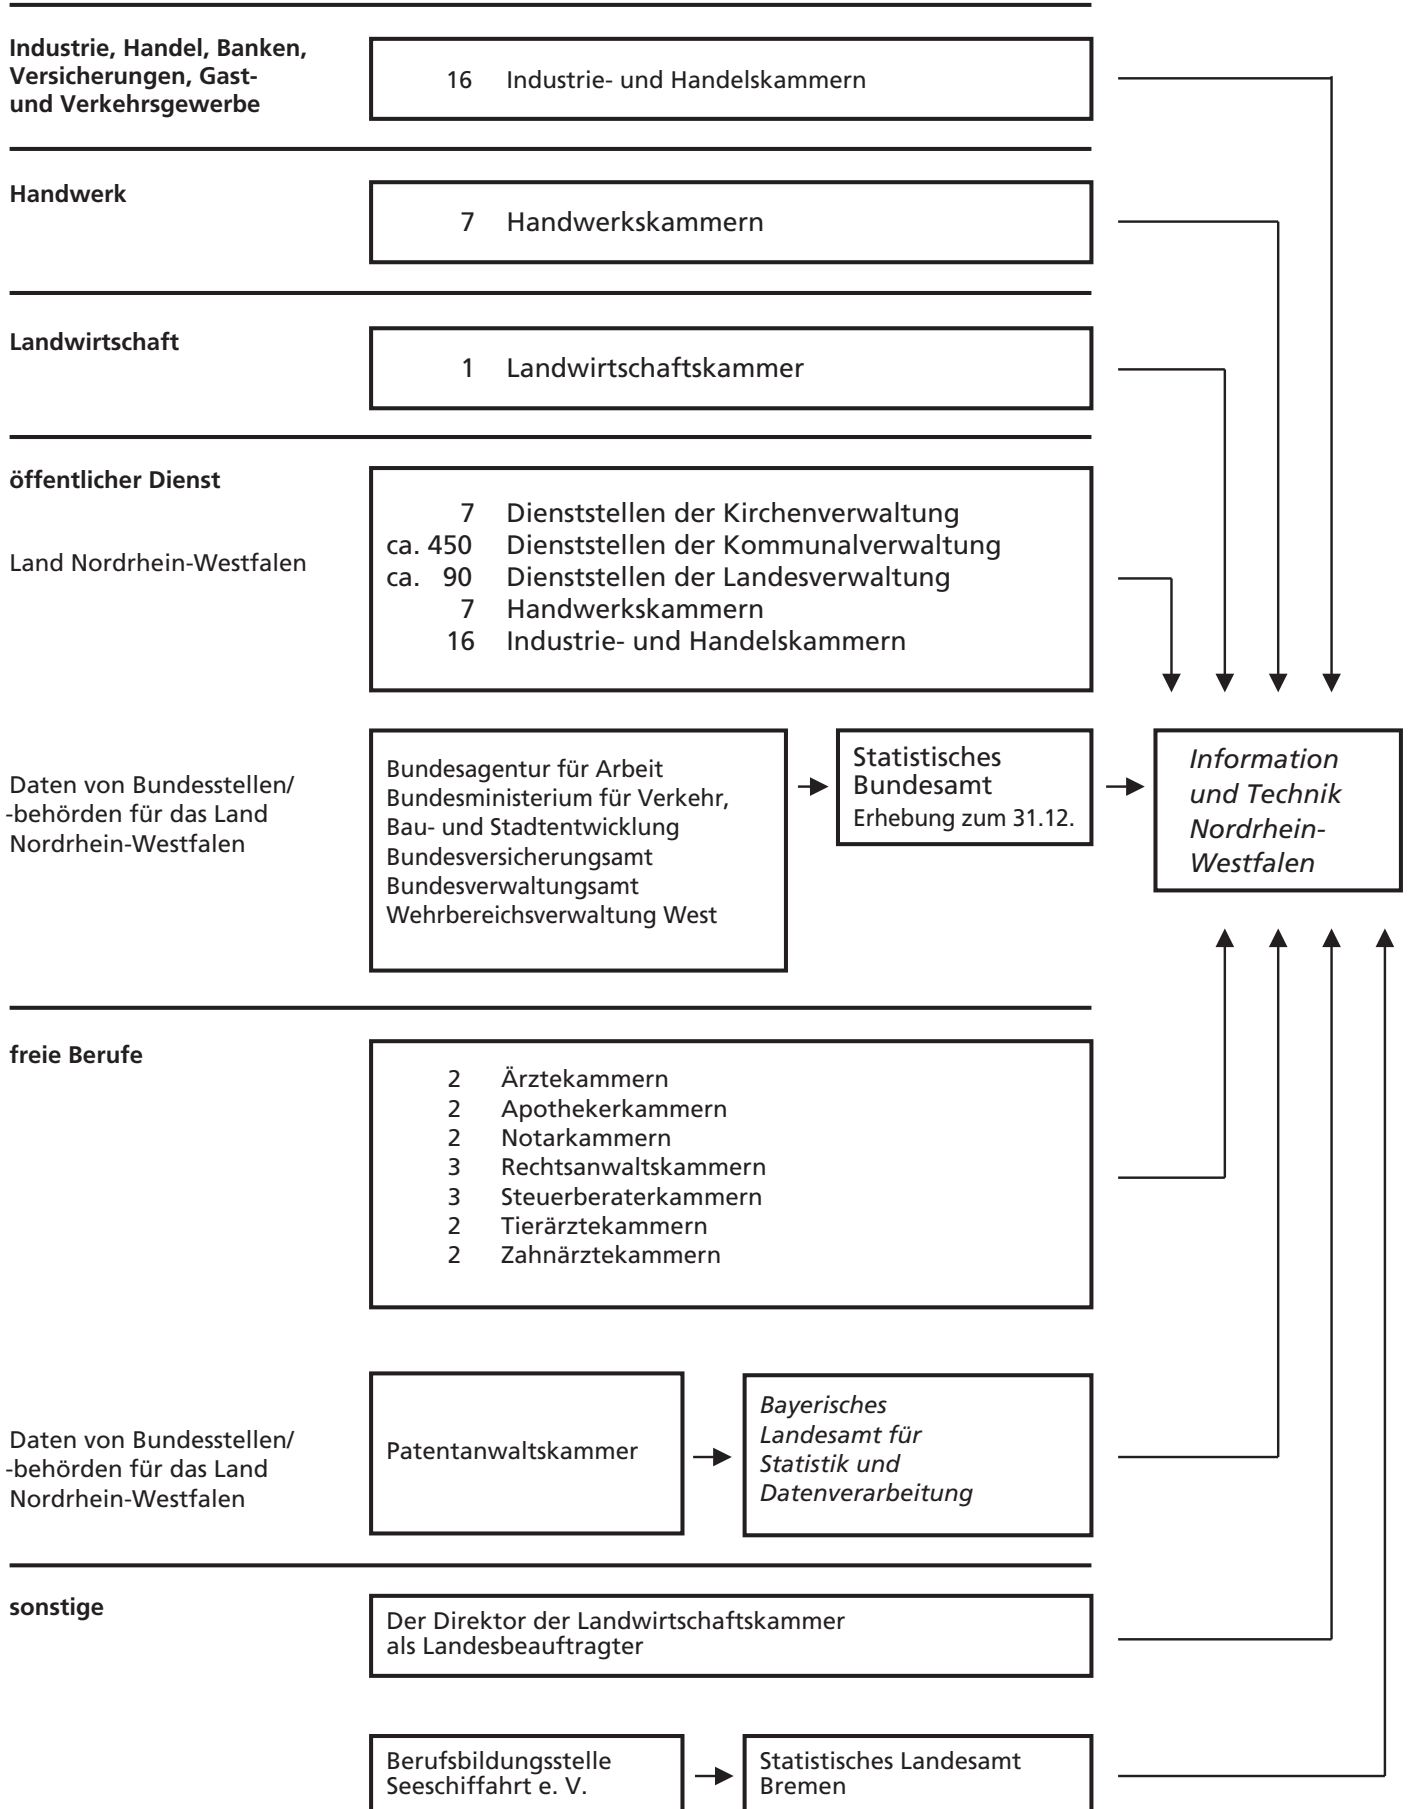 Industrie, Handel, Banken,
Versicherungen, Gast-
und Verkehrsgewerbe
16 Industrie- und Handelskammern
Handwerk
7 Handwerkskammern
Landwirtschaft
1 Landwirtschaftskammer
öffentlicher Dienst
Land Nordrhein-Westfalen
7 Dienststellen der Kirchenverwaltung
ca. 450 Dienststellen der Kommunalverwaltung
ca. 90 Dienststellen der Landesverwaltung
7 Handwerkskammern
16 Industrie- und Handelskammern
Daten von Bundesstellen/
-behörden für das Land
Nordrhein-Westfalen
Bundesagentur für Arbeit
Bundesministerium für Verkehr,
Bau- und Stadtentwicklung
Bundesversicherungsamt
Bundesverwaltungsamt
Wehrbereichsverwaltung West
Statistisches
Bundesamt
Erhebung zum 31.12.
Information
und Technik
Nordrhein-
Westfalen
freie Berufe
2 Ärztekammern
2 Apothekerkammern
2 Notarkammern
3 Rechtsanwaltskammern
3 Steuerberaterkammern
2 Tierärztekammern
2 Zahnärztekammern
Daten von Bundesstellen/
-behörden für das Land
Nordrhein-Westfalen
Patentanwaltskammer
Bayerisches
Landesamt für
Statistik und
Datenverarbeitung
sonstige
Der Direktor der Landwirtschaftskammer
als Landesbeauftragter
Berufsbildungsstelle
Seeschiffahrt e. V.
Statistisches Landesamt
Bremen